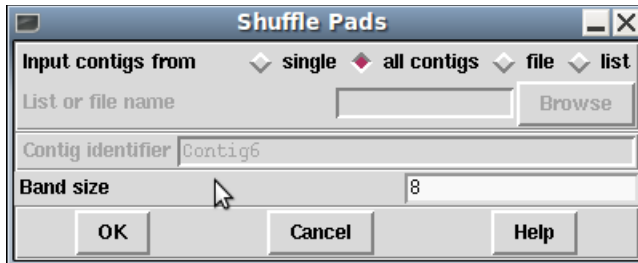 Shuffle Pads
Input contigs from single all contigs file list
List or file name Browse
Contig identifier Contig6
Band size 8
OK Cancel Help